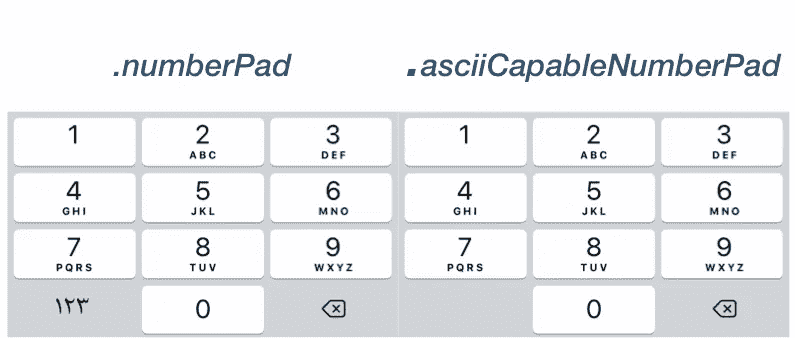 .numberPad .asciiCapableNumberPad
1 2 3 1 2 3
ABC DEF ABC DEF
4 5 6 4 5 6
GHI JKL MNO GHI JKL MNO
7 8 9 7 8 9
PQRS TUV WXYZ PQRS TUV WXYZ
١٢٣ 0 0